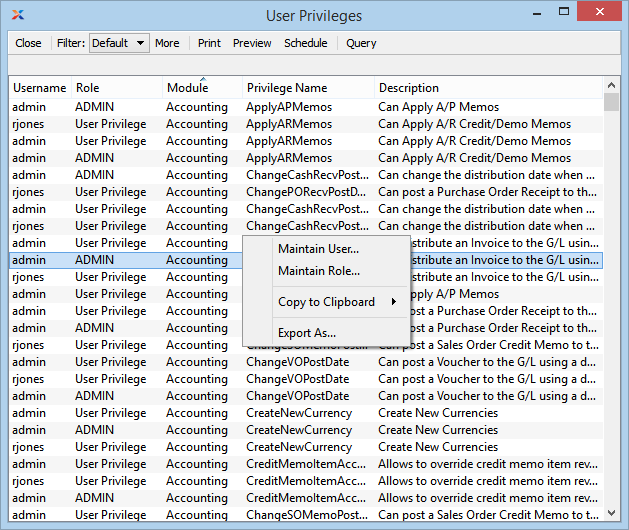 User Privileges
Close Filter: Default More Print Preview Schedule Query
Username Role Module Privilege Name Description
admin ADMIN Accounting ApplyAPMemos Can Apply A/P Memos
rjones User Privilege Accounting ApplyARMemos Can Apply A/R Credit/Demo Memos
admin User Privilege Accounting ApplyARMemos Can Apply A/R Credit/Demo Memos
admin ADMIN Accounting ApplyARMemos Can Apply A/R Credit/Demo Memos
admin ADMIN Accounting ChangeCashRecvPost... Can change the distribution date when ...
rjones User Privilege Accounting ChangePORecvPostD... Can post a Purchase Order Receipt to th...
admin User Privilege Accounting ChangeCashRecvPost... Can change the distribution date when ...
rjones User Privilege Accounting ChangeCashRecvPost... Can change the distribution date when ...
admin User Privilege Accounting stribute an Invoice to the G/L usin...
Maintain User...
admin ADMIN Accounting stribute an Invoice to the G/L usin...
Maintain Role...
rjones User Privilege Accounting stribute an Invoice to the G/L usin...
admin User Privilege Accounting pply A/P Memos
Copy to Clipboard
admin ADMIN Accounting st a Purchase Order Receipt to th...
admin User Privilege Accounting st a Purchase Order Receipt to th...
Export As...
rjones User Privilege Accounting ChangeSOMemoPost... Can post a Sales Order Credit Memo to t...
admin User Privilege Accounting ChangeVOPostDate Can post a Voucher to the G/L using a d...
rjones User Privilege Accounting ChangeVOPostDate Can post a Voucher to the G/L using a d...
admin ADMIN Accounting ChangeVOPostDate Can post a Voucher to the G/L using a d...
admin ADMIN Accounting CreateNewCurrency Create New Currencies
admin User Privilege Accounting CreateNewCurrency Create New Currencies
rjones User Privilege Accounting CreateNewCurrency Create New Currencies
admin User Privilege Accounting CreditMemoItemAcc... Allows to override credit memo item rev...
rjones User Privilege Accounting CreditMemoItemAcc... Allows to override credit memo item rev...
admin ADMIN Accounting CreditMemoItemAcc... Allows to override credit memo item rev...
admin ADMIN Accounting ChangeSOMemoPost... Can post a Sales Order Credit Memo to t...